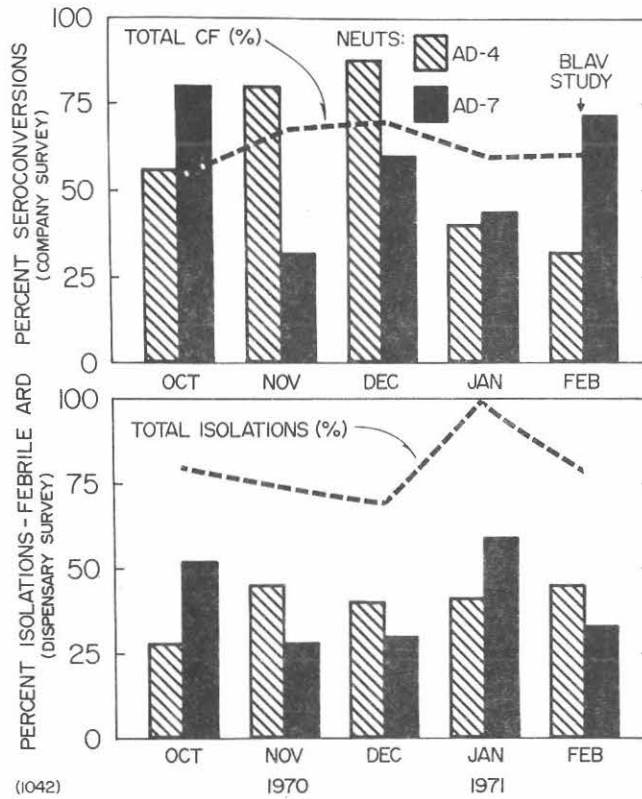 PERCENT SEROCONVERSIONS
(COMPANY SURVEY)
100
75
50
25
0
TOTAL CF (%)
NEUTS:
AD-4
AD-7
BLAV
STUDY
OCT NOV DEC JAN FEB
PERCENT ISOLATIONS - FEBRILE ARD
(DISPENSARY SURVEY)
100
75
50
25
0
TOTAL ISOLATIONS (%)
OCT NOV DEC JAN FEB
(1042) 1970 1971